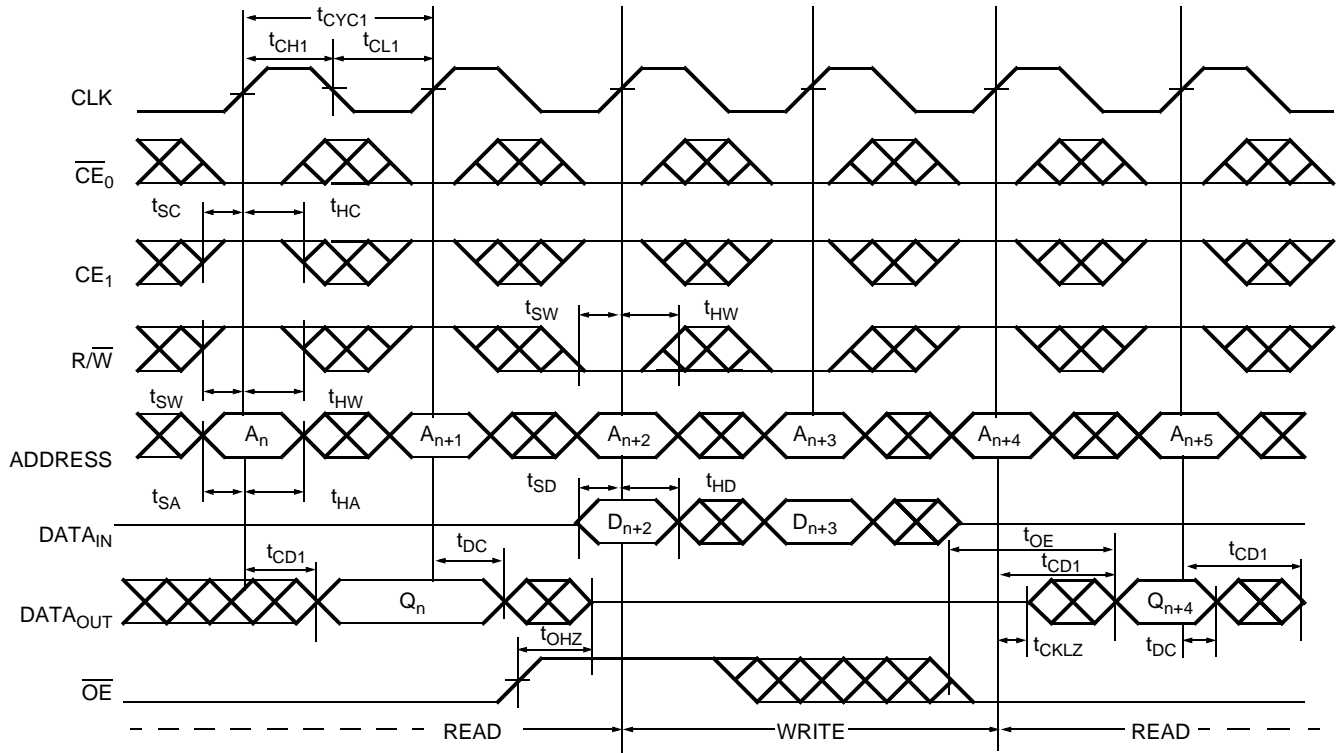 tCYC1
tCH1 tCL1
CLK
CE0
tSC tHC
CE1
tSW tHW
R/W
tSW tHW
An An+1 An+2 An+3 An+4 An+5
ADDRESS
tSA tHA tSD tHD
Dn+2 Dn+3
DATAIN
tOE
tCD1 tDC tCD1 tCD1
Qn Qn+4
DATAOUT
tOHZ tCKLZ tDC
OE
READ WRITE READ